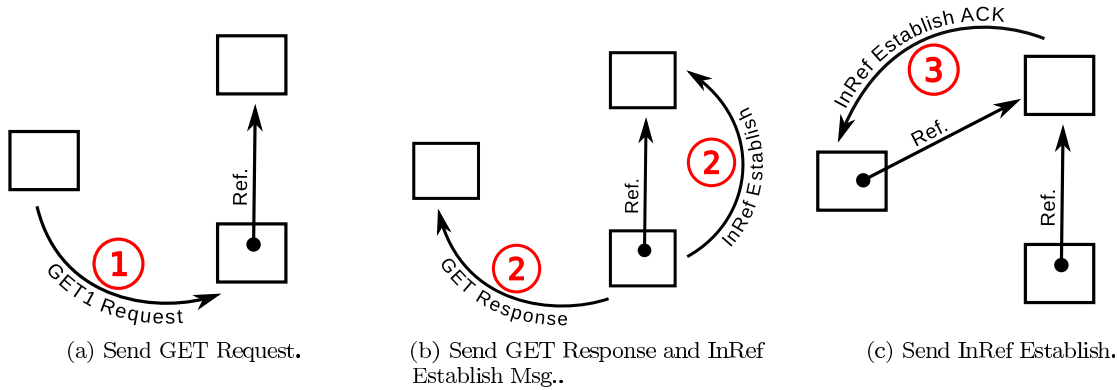 Ref.
1
GET1 Request
(a) Send GET Request.
Ref.
2
InRef Establish
2
GET Response
(b) Send GET Response and InRef
Establish Msg..
InRef Establish ACK
3
Ref.
Ref.
(c) Send InRef Establish.